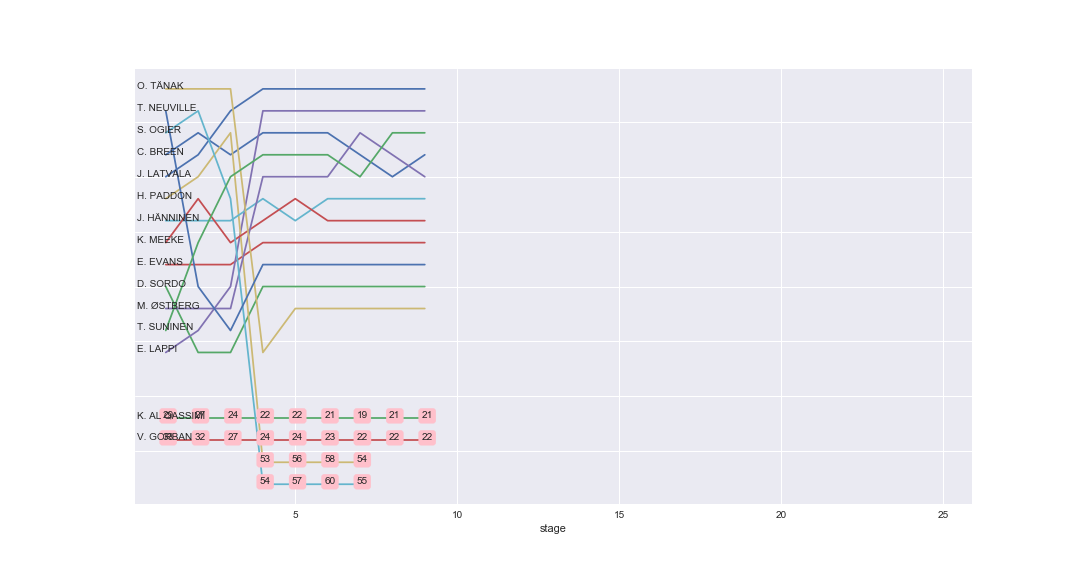 O. TÄNAK
T. NEUVILLE
S. OGIER
C. BREEN
J. LATVALA
H. PADDON
J. HÄNNINEN
K. MEEKE
E. EVANS
D. SORDO
M. ØSTBERG
T. SUNINEN
E. LAPPI
K. AL QASSIMI 24 22 22 21 19 21 21
V. GORBAN 32 27 24 24 23 22 22 22
53 56 58 54
54 57 60 55
5 10 15 20 25
stage